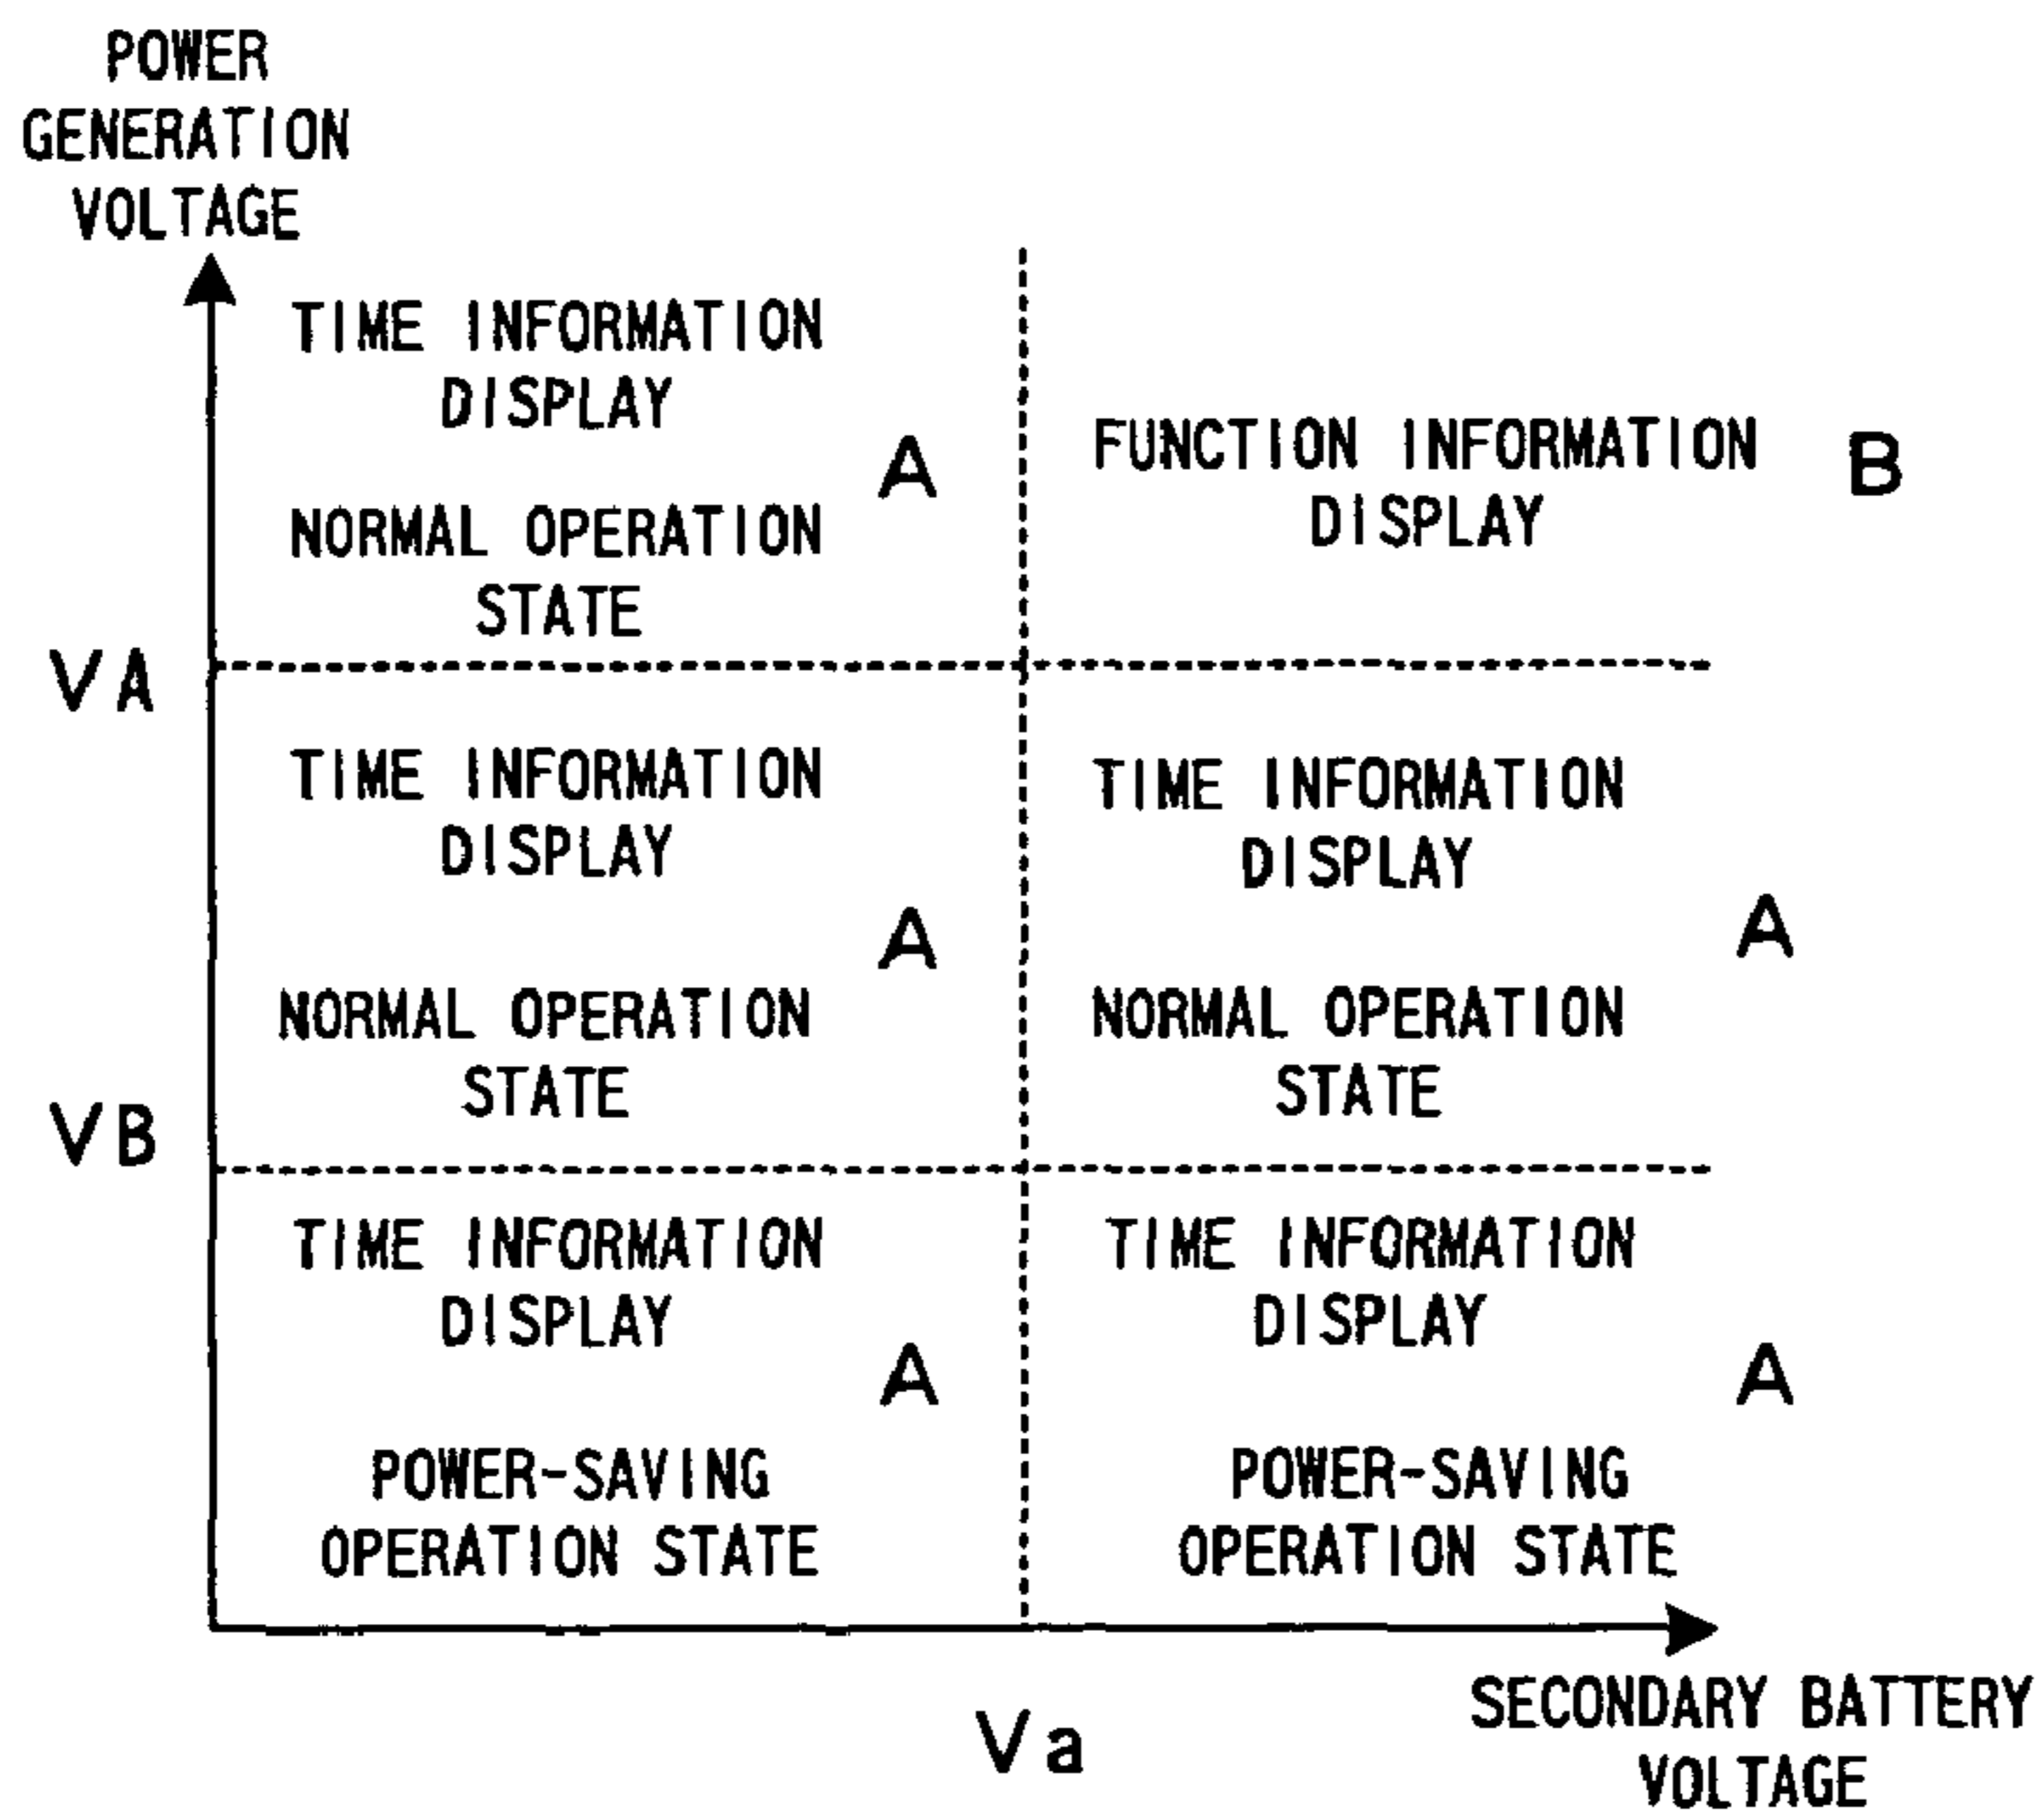 POWER
GENERATION
VOLTAGE
TIME INFORMATION
DISPLAY
A
NORMAL OPERATION
STATE
FUNCTION INFORMATION
DISPLAY
B
VA
TIME INFORMATION
DISPLAY
A
NORMAL OPERATION
STATE
TIME INFORMATION
DISPLAY
A
NORMAL OPERATION
STATE
VB
TIME INFORMATION
DISPLAY
A
POWER-SAVING
OPERATION STATE
TIME INFORMATION
DISPLAY
A
POWER-SAVING
OPERATION STATE
Va
SECONDARY BATTERY
VOLTAGE